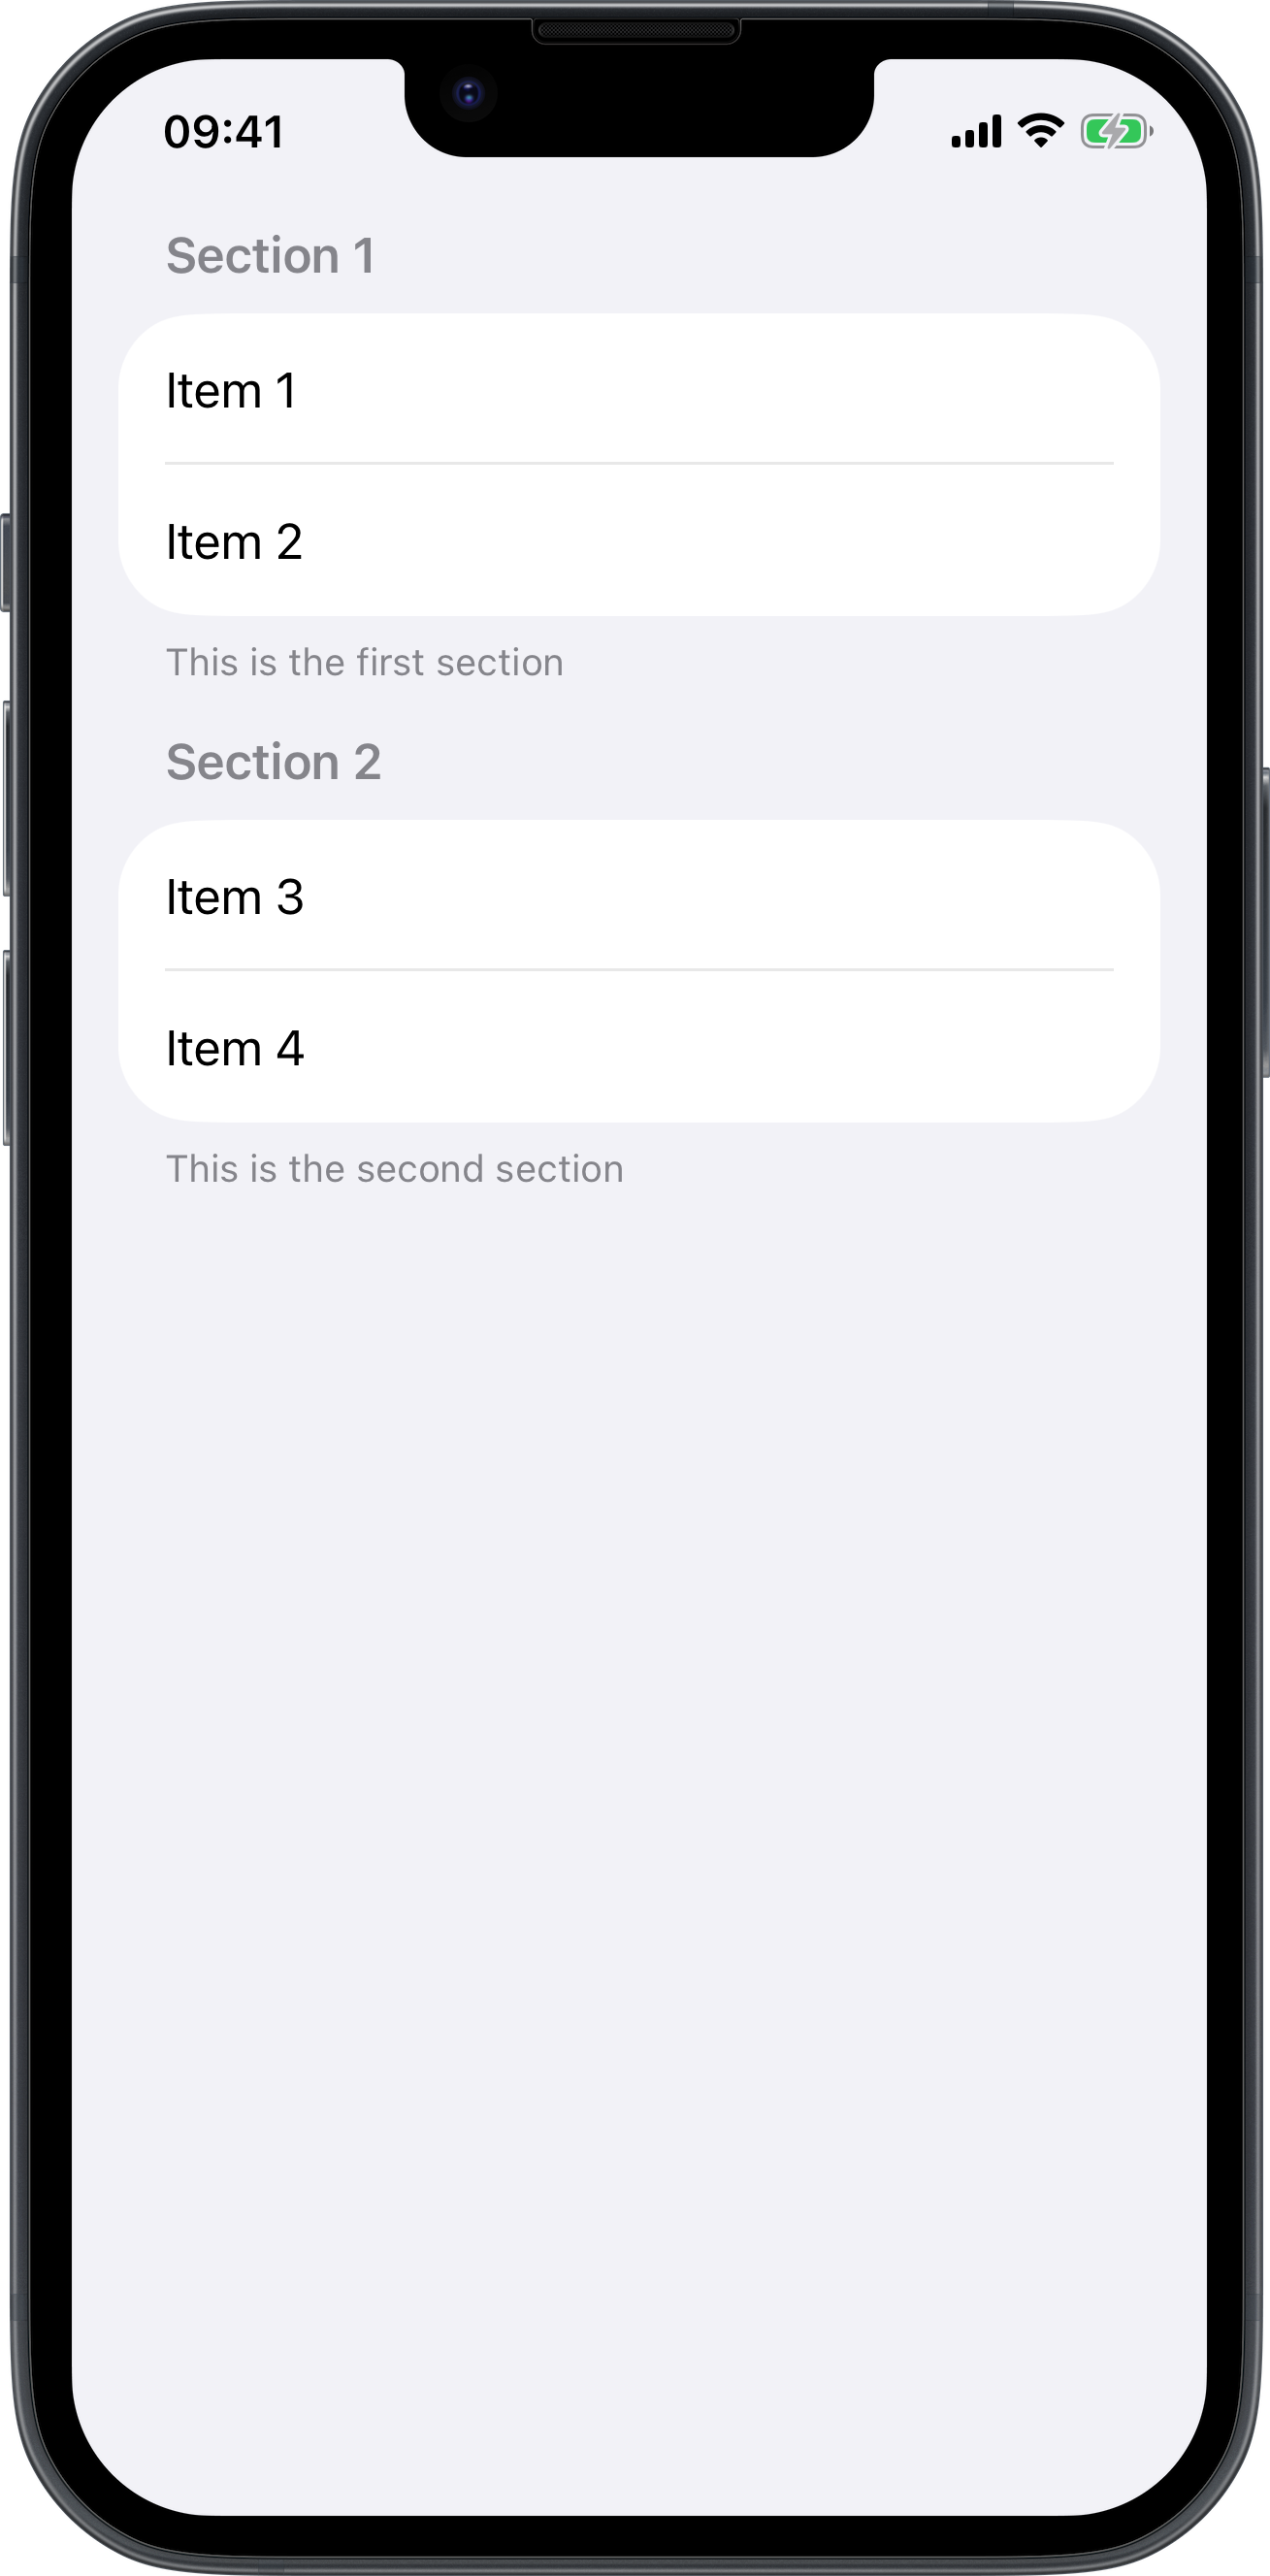 09:41
Section 1
Item 1
Item 2
This is the first section
Section 2
Item 3
Item 4
This is the second section